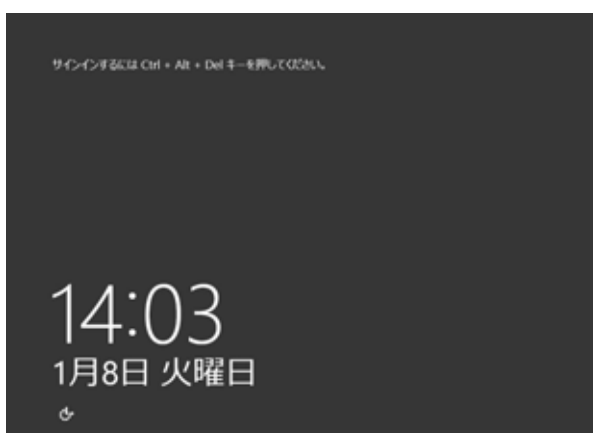 サインインするには Ctrl + Alt + Del キーを押してください。
14:03
1月8日 火曜日